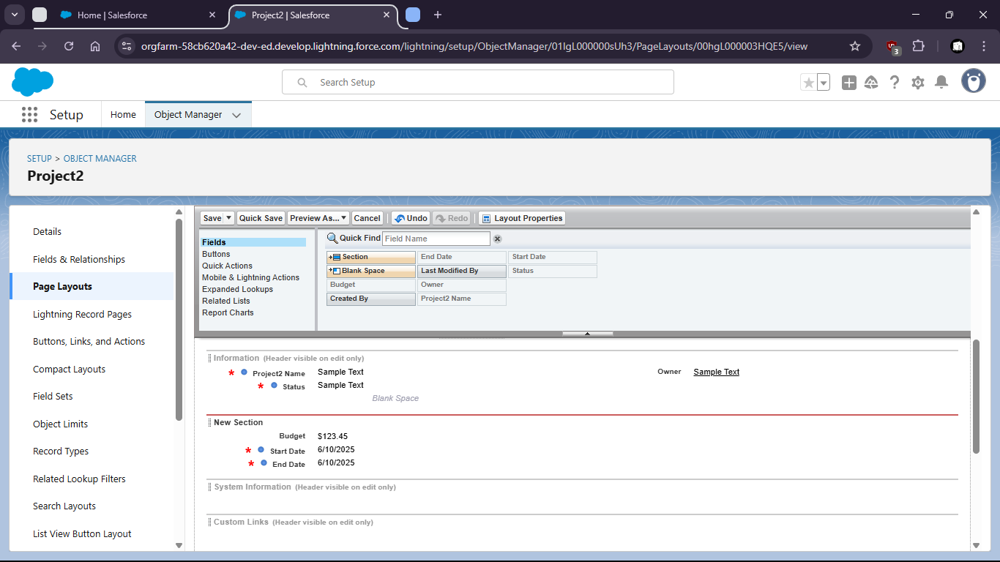 Home | Salesforce
Project2 | Salesforce
orgfarm-58cb620a42-dev-ed.develop.lightning.force.com/lightning/setup/ObjectManager/01IgL000000sUh3/PageLayouts/00hgL000003HQE5/view
3
Search Setup
Setup
Home
Object Manager
SETUP > OBJECT MANAGER
Project2
Details
Fields & Relationships
Page Layouts
Lightning Record Pages
Buttons, Links, and Actions
Compact Layouts
Field Sets
Object Limits
Record Types
Related Lookup Filters
Search Layouts
List View Button Layout
Save Quick Save Preview As... Cancel Undo Redo Layout Properties
Fields
Buttons
Quick Actions
Mobile & Lightning Actions
Expanded Lookups
Related Lists
Report Charts
Quick Find Field Name
Section End Date Start Date
Blank Space Last Modified By Status
Budget Owner
Created By Project2 Name
Information (Header visible on edit only)
* Project2 Name Sample Text Owner Sample Text
* Status Sample Text
Blank Space
New Section
Budget $123.45
* Start Date 6/10/2025
* End Date 6/10/2025
System Information (Header visible on edit only)
Custom Links (Header visible on edit only)